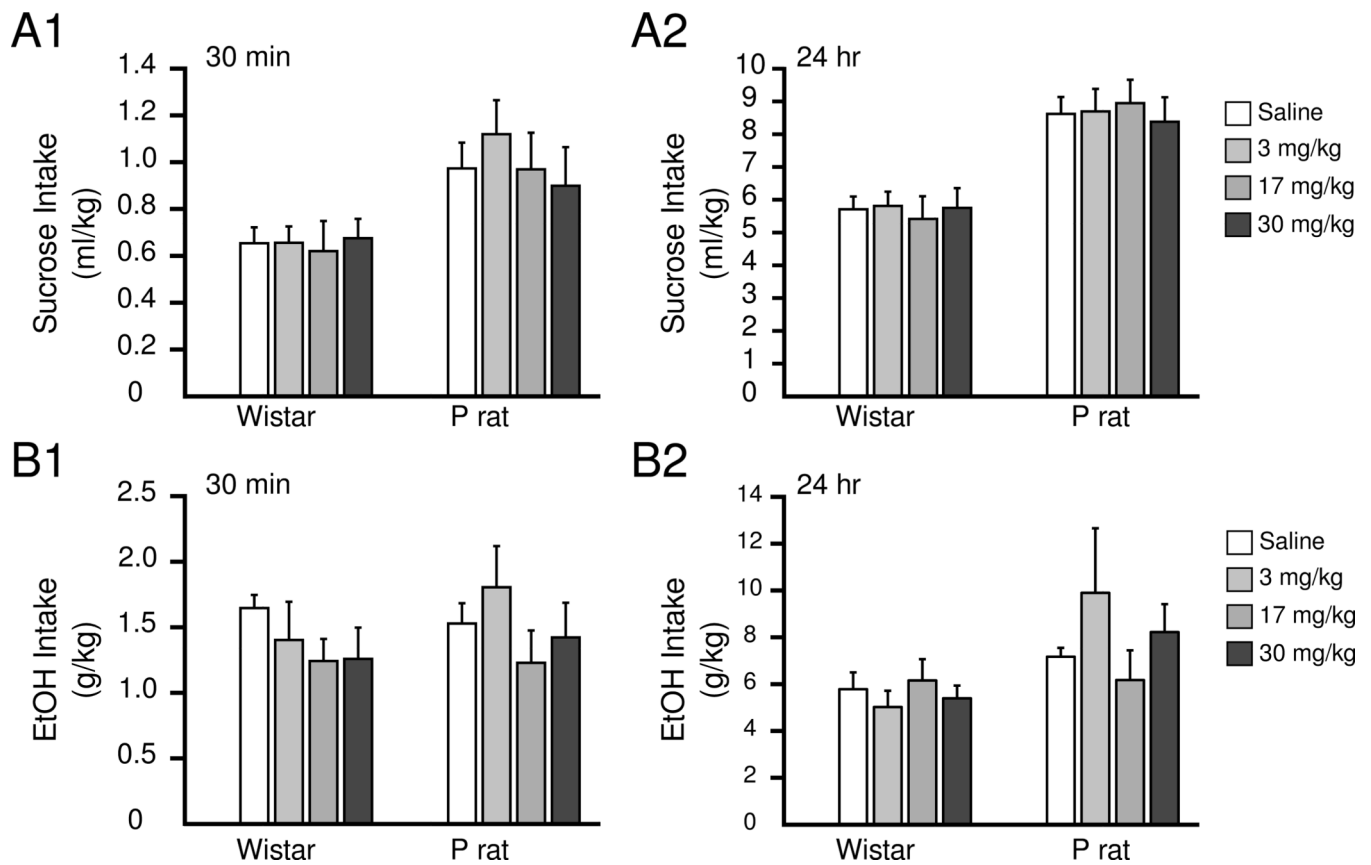 A1
30 min
1.4
1.2
1.0
0.8
0.6
0.4
0.2
0
Sucrose Intake
(ml/kg)
Wistar
P rat
A2
24 hr
10
9
8
7
6
5
4
3
2
1
0
Sucrose Intake
(ml/kg)
Wistar
P rat
Saline
3 mg/kg
17 mg/kg
30 mg/kg
B1
30 min
2.5
2.0
1.5
1.0
0.5
0
EtOH Intake
(g/kg)
Wistar
P rat
B2
24 hr
14
12
10
8
6
4
2
0
EtOH Intake
(g/kg)
Wistar
P rat
Saline
3 mg/kg
17 mg/kg
30 mg/kg